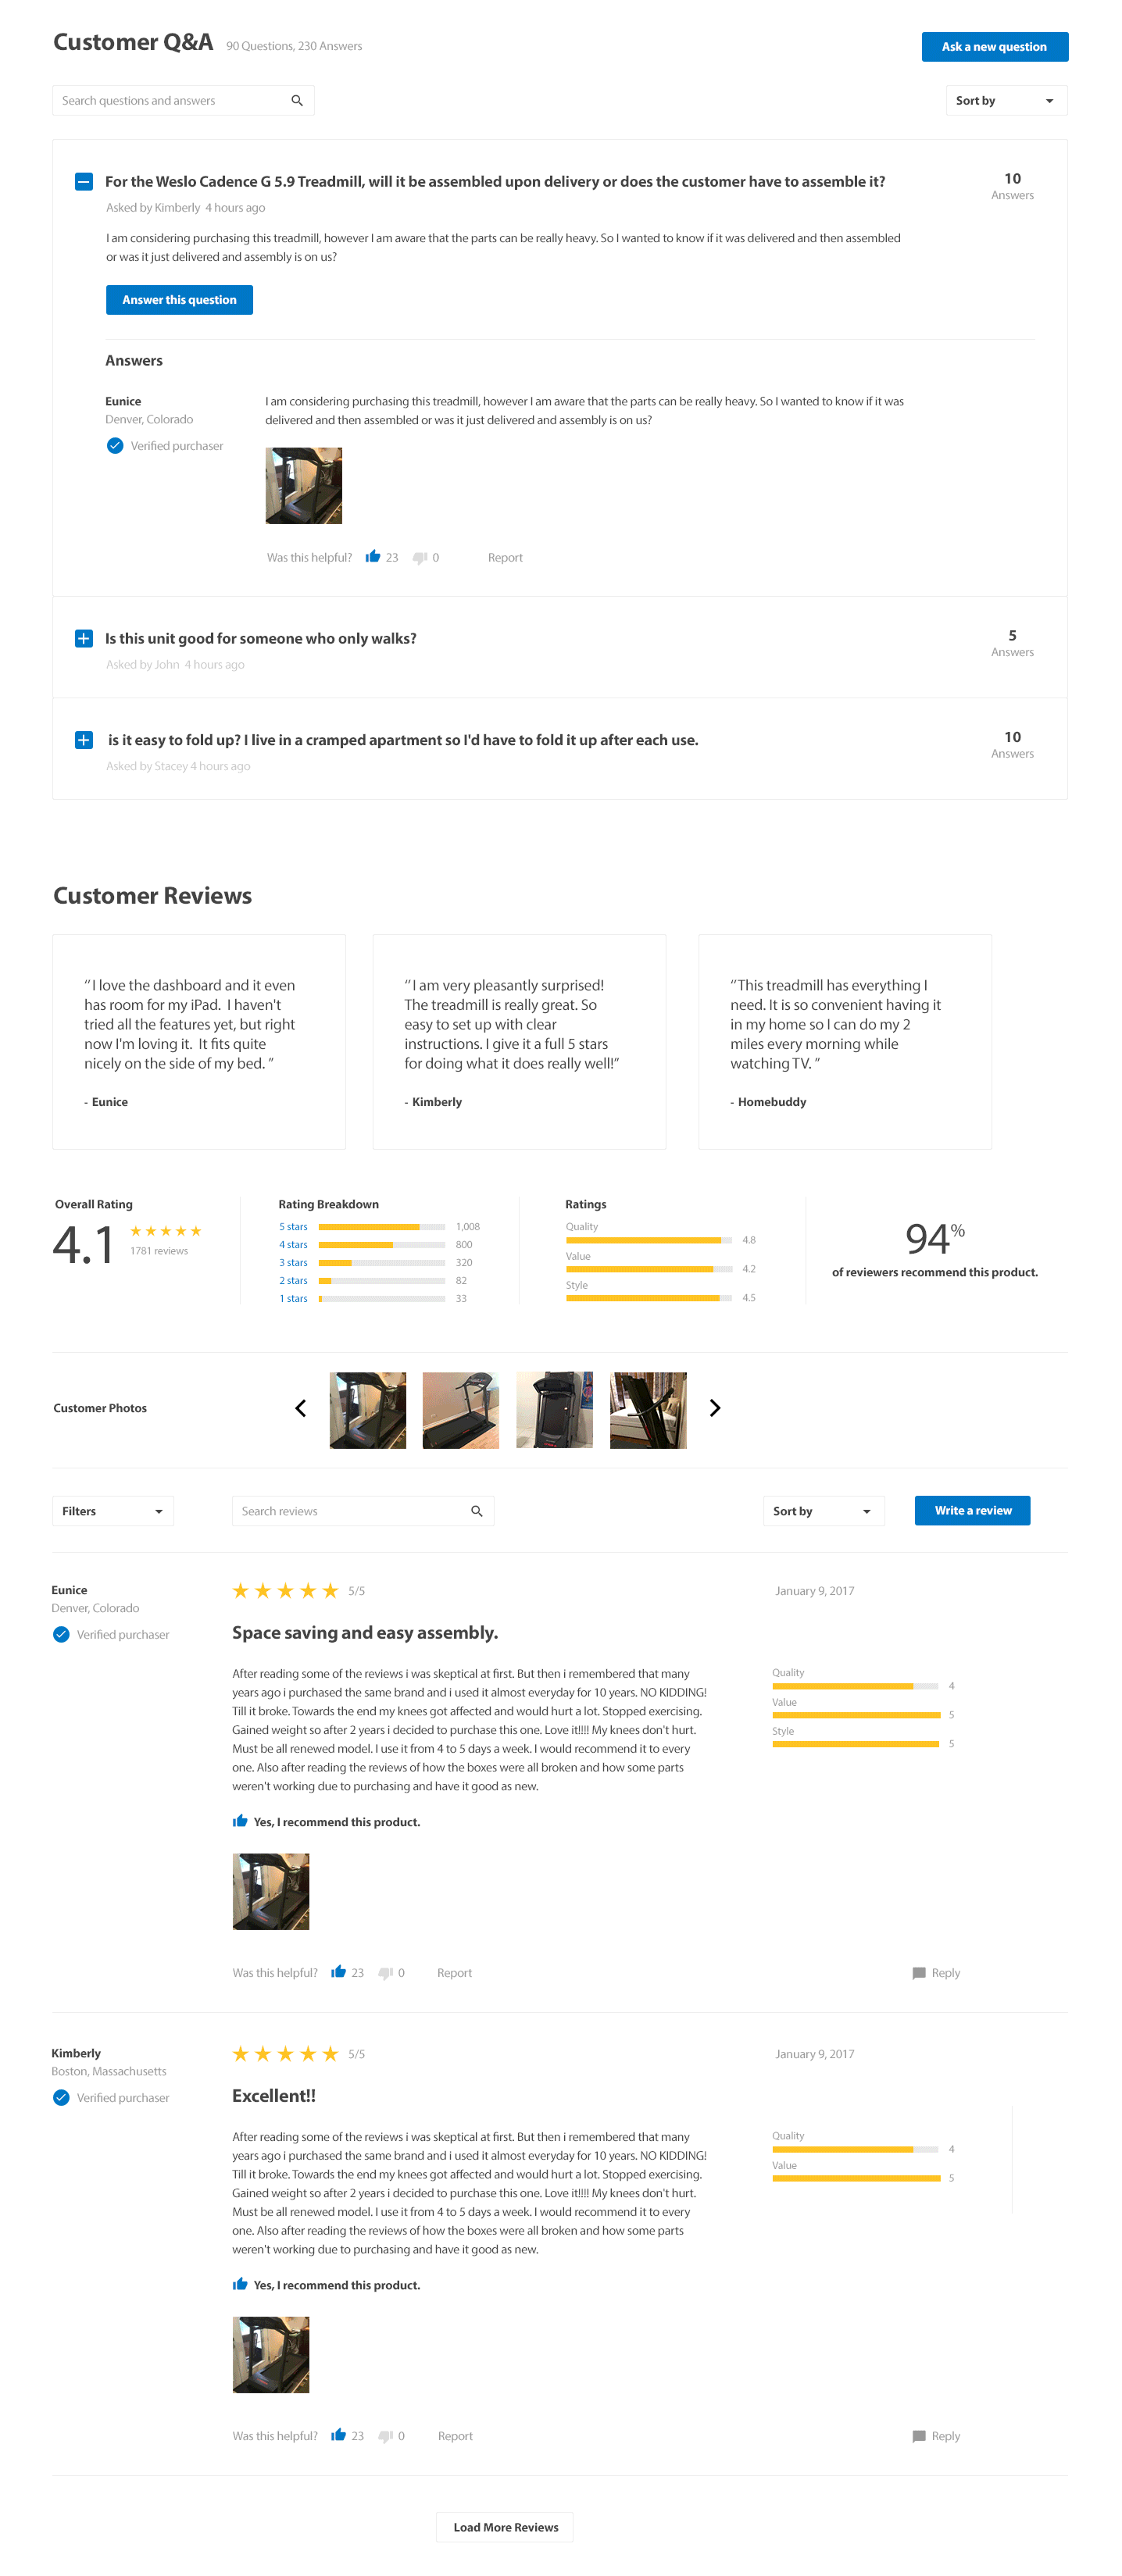 Customer Q&A 90 Questions, 230 Answers
Ask a new question
Search questions and answers
Sort by
For the Weslo Cadence G 5.9 Treadmill, will it be assembled upon delivery or does the customer have to assemble it?
10
Answers
Asked by Kimberly 4 hours ago
I am considering purchasing this treadmill, however I am aware that the parts can be really heavy. So I wanted to know if it was delivered and then assembled
or was it just delivered and assembly is on us?
Answer this question
Answers
Eunice
Denver, Colorado
Verified purchaser
I am considering purchasing this treadmill, however I am aware that the parts can be really heavy. So I wanted to know if it was
delivered and then assembled or was it just delivered and assembly is on us?
Was this helpful? 23 0 Report
Is this unit good for someone who only walks?
5
Answers
Asked by John 4 hours ago
is it easy to fold up? I live in a cramped apartment so I'd have to fold it up after each use.
10
Answers
Asked by Stacey 4 hours ago
Customer Reviews
“I love the dashboard and it even
has room for my iPad. I haven't
tried all the features yet, but right
now I'm loving it. It fits quite
nicely on the side of my bed. ”
- Eunice
“I am very pleasantly surprised!
The treadmill is really great. So
easy to set up with clear
instructions. I give it a full 5 stars
for doing what it does really well!”
- Kimberly
“This treadmill has everything I
need. It is so convenient having it
in my home so I can do my 2
miles every morning while
watching TV. ”
- Homebuddy
Overall Rating
4.1
1781 reviews
Rating Breakdown
5 stars 1,008
4 stars 800
3 stars 320
2 stars 82
1 stars 33
Ratings
Quality
4.8
Value
4.2
Style
4.5
94%
of reviewers recommend this product.
Customer Photos
Filters
Search reviews
Sort by
Write a review
Eunice
Denver, Colorado
Verified purchaser
5/5
January 9, 2017
Space saving and easy assembly.
After reading some of the reviews i was skeptical at first. But then i remembered that many
years ago i purchased the same brand and i used it almost everyday for 10 years. NO KIDDING!
Till it broke. Towards the end my knees got affected and would hurt a lot. Stopped exercising.
Gained weight so after 2 years i decided to purchase this one. Love it!!!! My knees don't hurt.
Must be all renewed model. I use it from 4 to 5 days a week. I would recommend it to every
one. Also after reading the reviews of how the boxes were all broken and how some parts
weren't working due to purchasing and have it good as new.
Quality
4
Value
5
Style
5
Yes, I recommend this product.
Was this helpful? 23 0 Report
Reply
Kimberly
Boston, Massachusetts
Verified purchaser
5/5
January 9, 2017
Excellent!!
After reading some of the reviews i was skeptical at first. But then i remembered that many
years ago i purchased the same brand and i used it almost everyday for 10 years. NO KIDDING!
Till it broke. Towards the end my knees got affected and would hurt a lot. Stopped exercising.
Gained weight so after 2 years i decided to purchase this one. Love it!!!! My knees don't hurt.
Must be all renewed model. I use it from 4 to 5 days a week. I would recommend it to every
one. Also after reading the reviews of how the boxes were all broken and how some parts
weren't working due to purchasing and have it good as new.
Quality
4
Value
5
Yes, I recommend this product.
Was this helpful? 23 0 Report
Reply
Load More Reviews